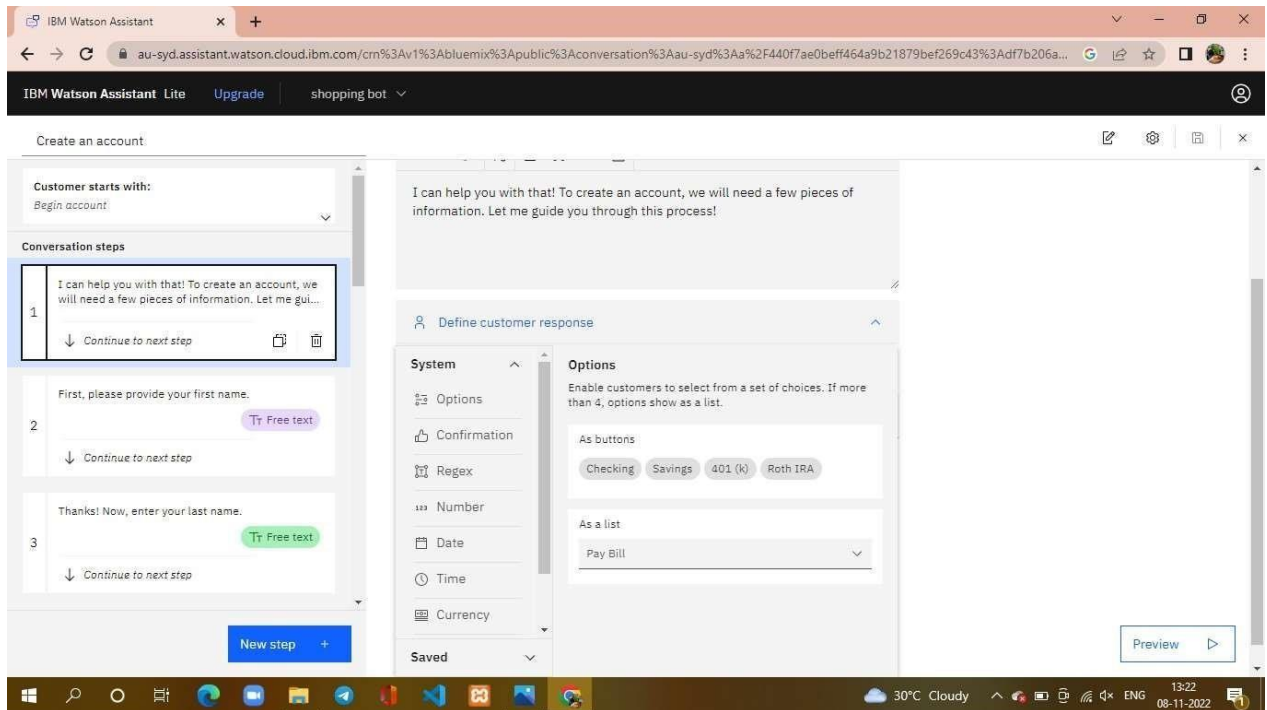 IBM Watson Assistant
au-syd.assistant.watson.cloud.ibm.com/crn%3Av1%3Abluemix%3Apublic%3Aconversation%3Aau-syd%3Aa%2F440f7ae0beff464a9b21879bef269c43%3Adf7b206a...
IBM Watson Assistant Lite Upgrade shopping bot
Create an account
Customer starts with:
Begin account
Conversation steps
1
I can help you with that! To create an account, we
will need a few pieces of information. Let me gui...
Continue to next step
2
First, please provide your first name.
Free text
Continue to next step
3
Thanks! Now, enter your last name.
Free text
Continue to next step
New step +
I can help you with that! To create an account, we will need a few pieces of
information. Let me guide you through this process!
Define customer response
System
Options
Confirmation
Regex
Number
Date
Time
Currency
Saved
Options
Enable customers to select from a set of choices. If more
than 4, options show as a list.
As buttons
Checking Savings 401 (k) Roth IRA
As a list
Pay Bill
Preview
30°C Cloudy ENG 13:22
08-11-2022